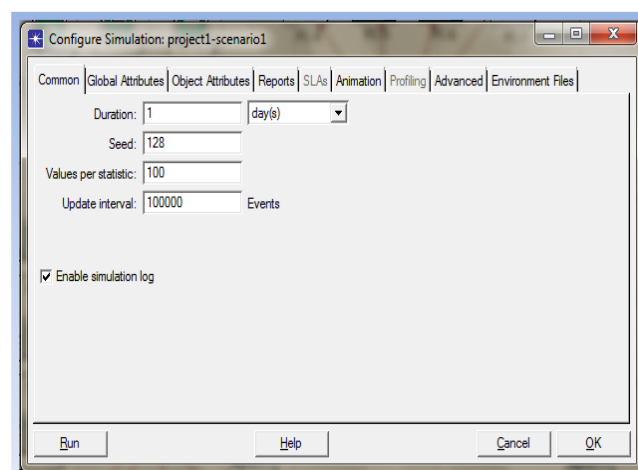 Configure Simulation: project1-scenario1
Common Global Attributes Object Attributes Reports SLAs Animation Profiling Advanced Environment Files
Duration: 1 day(s)
Seed: 128
Values per statistic: 100
Update interval: 100000 Events
Enable simulation log
Run Help Cancel OK